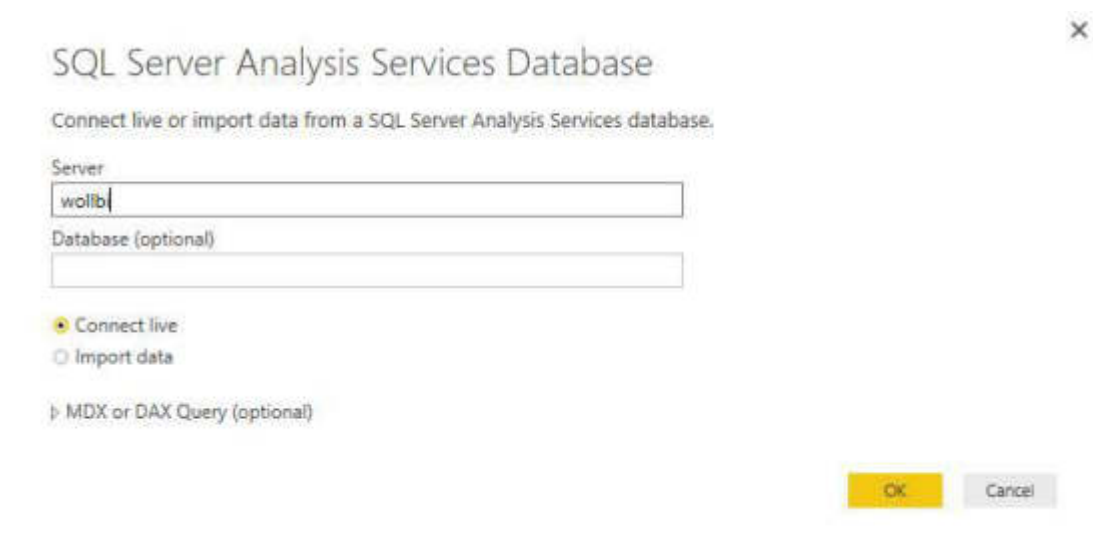 SQL Server Analysis Services Database
Connect live or import data from a SQL Server Analysis Services database.
Server
wollbi
Database (optional)
Connect live
Import data
MDX or DAX Query (optional)
OK
Cancel